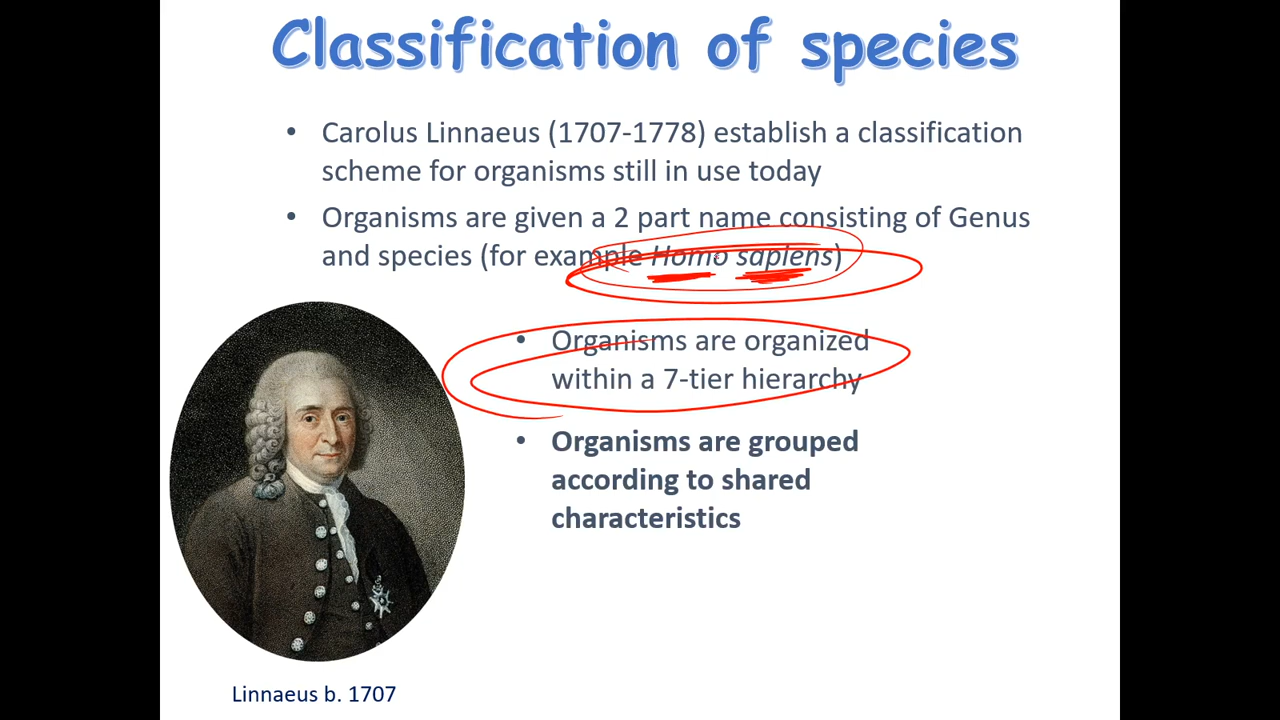 Classification of species
• Carolus Linnaeus (1707-1778) establish a classification
scheme for organisms still in use today
• Organisms are given a 2 part name consisting of Genus
and species (for example Homo sapiens)
• Organisms are organized
within a 7-tier hierarchy
• Organisms are grouped
according to shared
characteristics
Linnaeus b. 1707